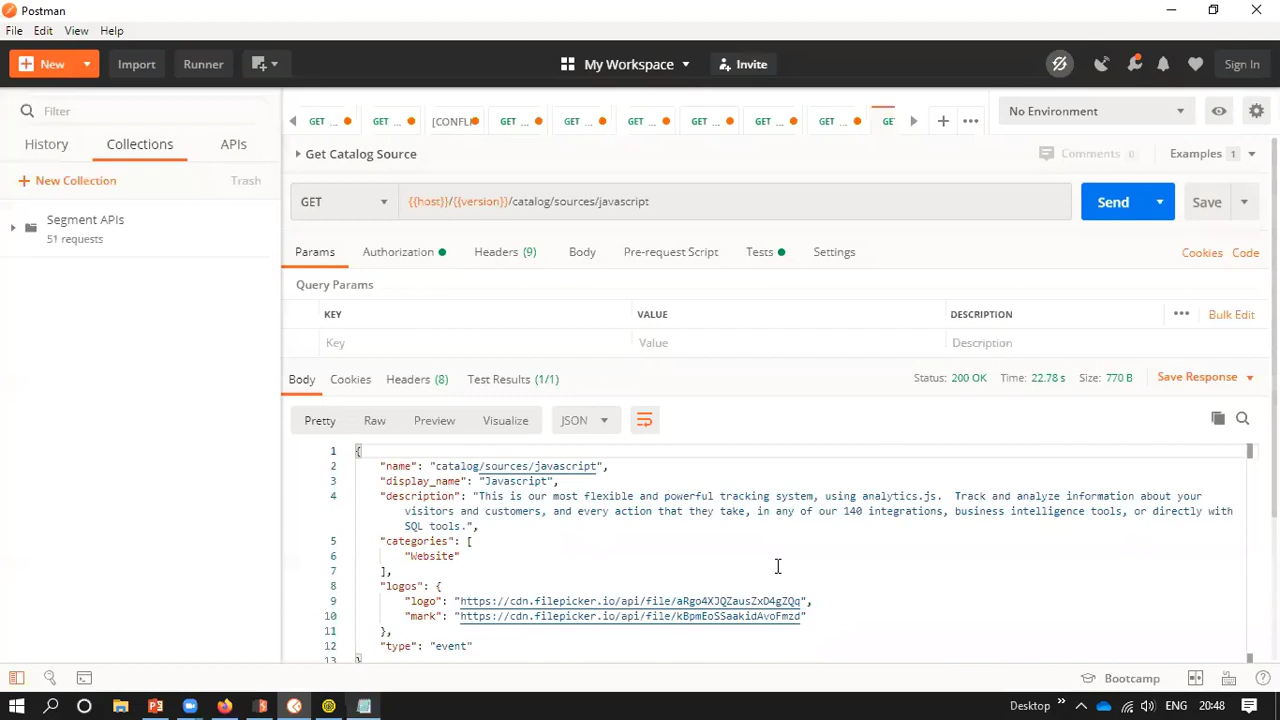 Postman
File Edit View Help
New Import Runner My Workspace Invite Sign In
Filter
History Collections APIs
New Collection Trash
Segment APIs
51 requests
GET ... GET ... [CONFL GET ... GET ... GET ... GET ... GET ... GET ... GE ••• No Environment
Get Catalog Source Comments 0 Examples 1
GET {{host}}/{{version}}/catalog/sources/javascript Send Save
Params Authorization Headers (9) Body Pre-request Script Tests Settings Cookies Code
Query Params
KEY VALUE DESCRIPTION ••• Bulk Edit
Key Value Description
Body Cookies Headers (8) Test Results (1/1) Status: 200 OK Time: 22.78 s Size: 770 B Save Response
Pretty Raw Preview Visualize JSON
1 {
2 "name": "catalog/sources/javascript",
3 "display_name": "Javascript",
4 "description": "This is our most flexible and powerful tracking system, using analytics.js.  Track and analyze information about your
visitors and customers, and every action that they take, in any of our 140 integrations, business intelligence tools, or directly with
SQL tools.",
5 "categories": [
6 "Website"
7 ],
8 "logos": {
9 "logo": "https://cdn.filepicker.io/api/file/aRgo4XJQZausZxD4gZQq",
10 "mark": "https://cdn.filepicker.io/api/file/kBpmEoSSaakidAvoFmzd"
11 },
12 "type": "event"
13 }
Bootcamp
Desktop ENG 20:48